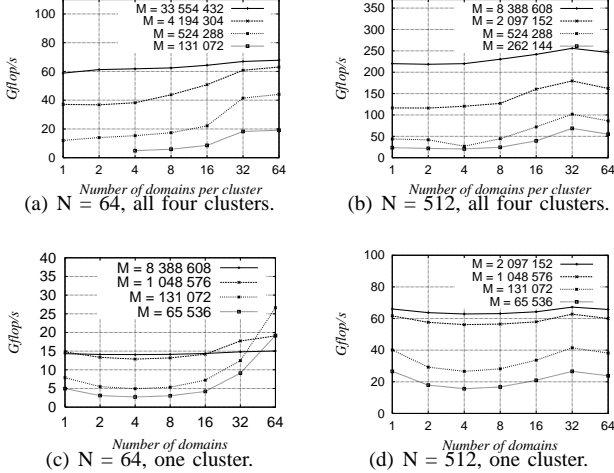 M = 33 554 432
M = 4 194 304
M = 524 288
M = 131 072
100
80
60
40
20
0
Gflop/s
1 2 4 8 16 32 64
Number of domains per cluster
(a) N = 64, all four clusters.
M = 8 388 608
M = 2 097 152
M = 524 288
M = 262 144
350
300
250
200
150
100
50
0
Gflop/s
1 2 4 8 16 32 64
Number of domains per cluster
(b) N = 512, all four clusters.
M = 8 388 608
M = 1 048 576
M = 131 072
M = 65 536
40
35
30
25
20
15
10
5
0
Gflop/s
1 2 4 8 16 32 64
Number of domains
(c) N = 64, one cluster.
M = 2 097 152
M = 1 048 576
M = 131 072
M = 65 536
100
80
60
40
20
0
Gflop/s
1 2 4 8 16 32 64
Number of domains
(d) N = 512, one cluster.